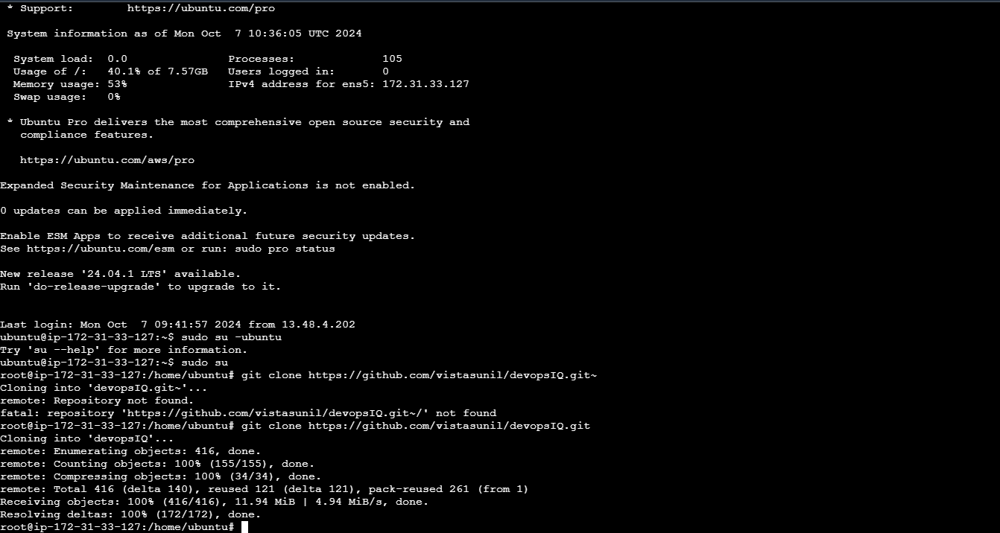 * Support:        https://ubuntu.com/pro
 System information as of Mon Oct  7 10:36:05 UTC 2024
  System load:  0.0               Processes:             105
  Usage of /:   40.1% of 7.57GB   Users logged in:       0
  Memory usage: 53%               IPv4 address for ens5: 172.31.33.127
  Swap usage:   0%
 * Ubuntu Pro delivers the most comprehensive open source security and
   compliance features.
   https://ubuntu.com/aws/pro
Expanded Security Maintenance for Applications is not enabled.
0 updates can be applied immediately.
Enable ESM Apps to receive additional future security updates.
See https://ubuntu.com/esm or run: sudo pro status
New release '24.04.1 LTS' available.
Run 'do-release-upgrade' to upgrade to it.
Last login: Mon Oct  7 09:41:57 2024 from 13.48.4.202
ubuntu@ip-172-31-33-127:~$ sudo su -ubuntu
Try 'su --help' for more information.
ubuntu@ip-172-31-33-127:~$ sudo su
root@ip-172-31-33-127:/home/ubuntu# git clone https://github.com/vistasunil/devopsIQ.git~
Cloning into 'devopsIQ.git~'...
remote: Repository not found.
fatal: repository 'https://github.com/vistasunil/devopsIQ.git~/' not found
root@ip-172-31-33-127:/home/ubuntu# git clone https://github.com/vistasunil/devopsIQ.git
Cloning into 'devopsIQ'...
remote: Enumerating objects: 416, done.
remote: Counting objects: 100% (155/155), done.
remote: Compressing objects: 100% (34/34), done.
remote: Total 416 (delta 140), reused 121 (delta 121), pack-reused 261 (from 1)
Receiving objects: 100% (416/416), 11.94 MiB | 4.94 MiB/s, done.
Resolving deltas: 100% (172/172), done.
root@ip-172-31-33-127:/home/ubuntu#